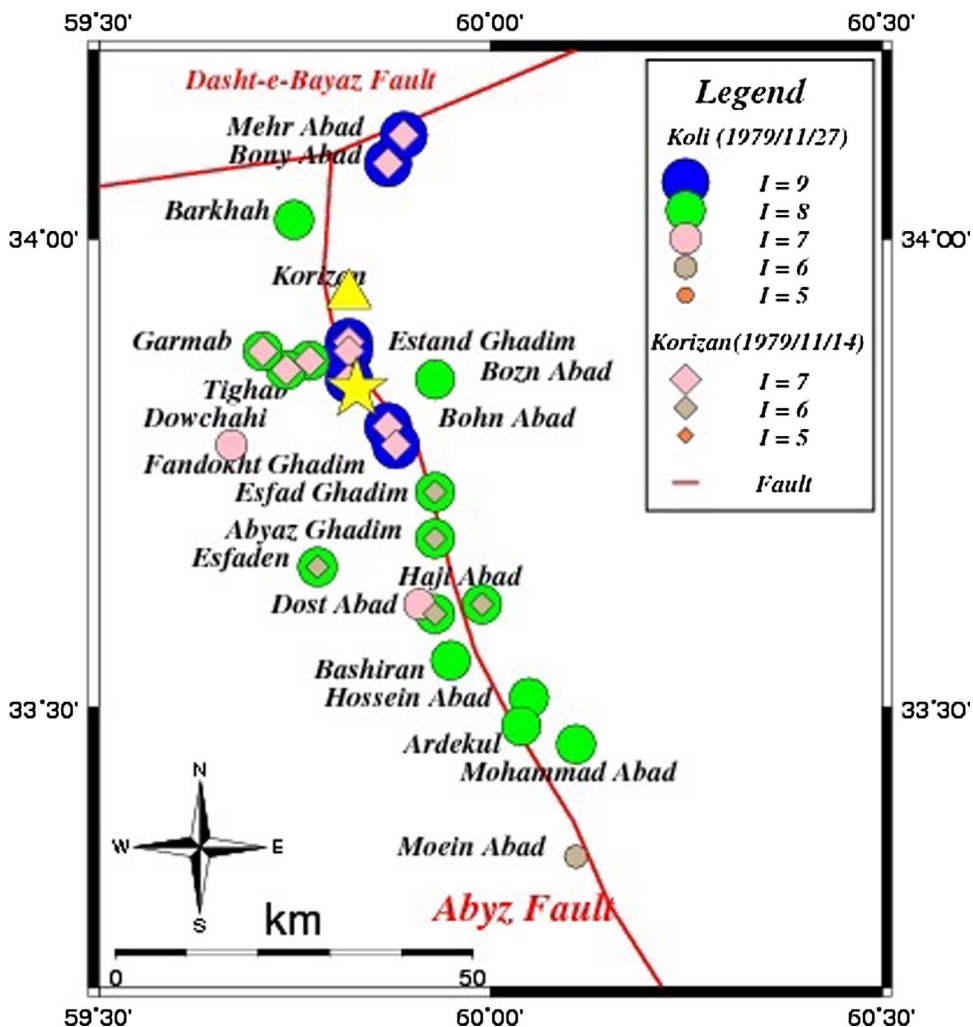 59˚30'
60˚00'
60˚30'
Dasht-e-Bayaz Fault
Mehr Abad
Bony Abad
Barkhah
34˚00'
34˚00'
Korizan
Garmab
Estand Ghadim
Bozn Abad
Tighab
Dowchahi
Bohn Abad
Fandokht Ghadim
Esfad Ghadim
Abyaz Ghadim
Esfaden
Haji Abad
Dost Abad
Bashiran
Hossein Abad
33˚30'
33˚30'
Ardekul
Mohammad Abad
Moein Abad
Abyz Fault
N
W
E
S
km
0
50
59˚30'
60˚00'
60˚30'
Legend
Koli (1979/11/27)
I = 9
I = 8
I = 7
I = 6
I = 5
Korizan(1979/11/14)
I = 7
I = 6
I = 5
Fault